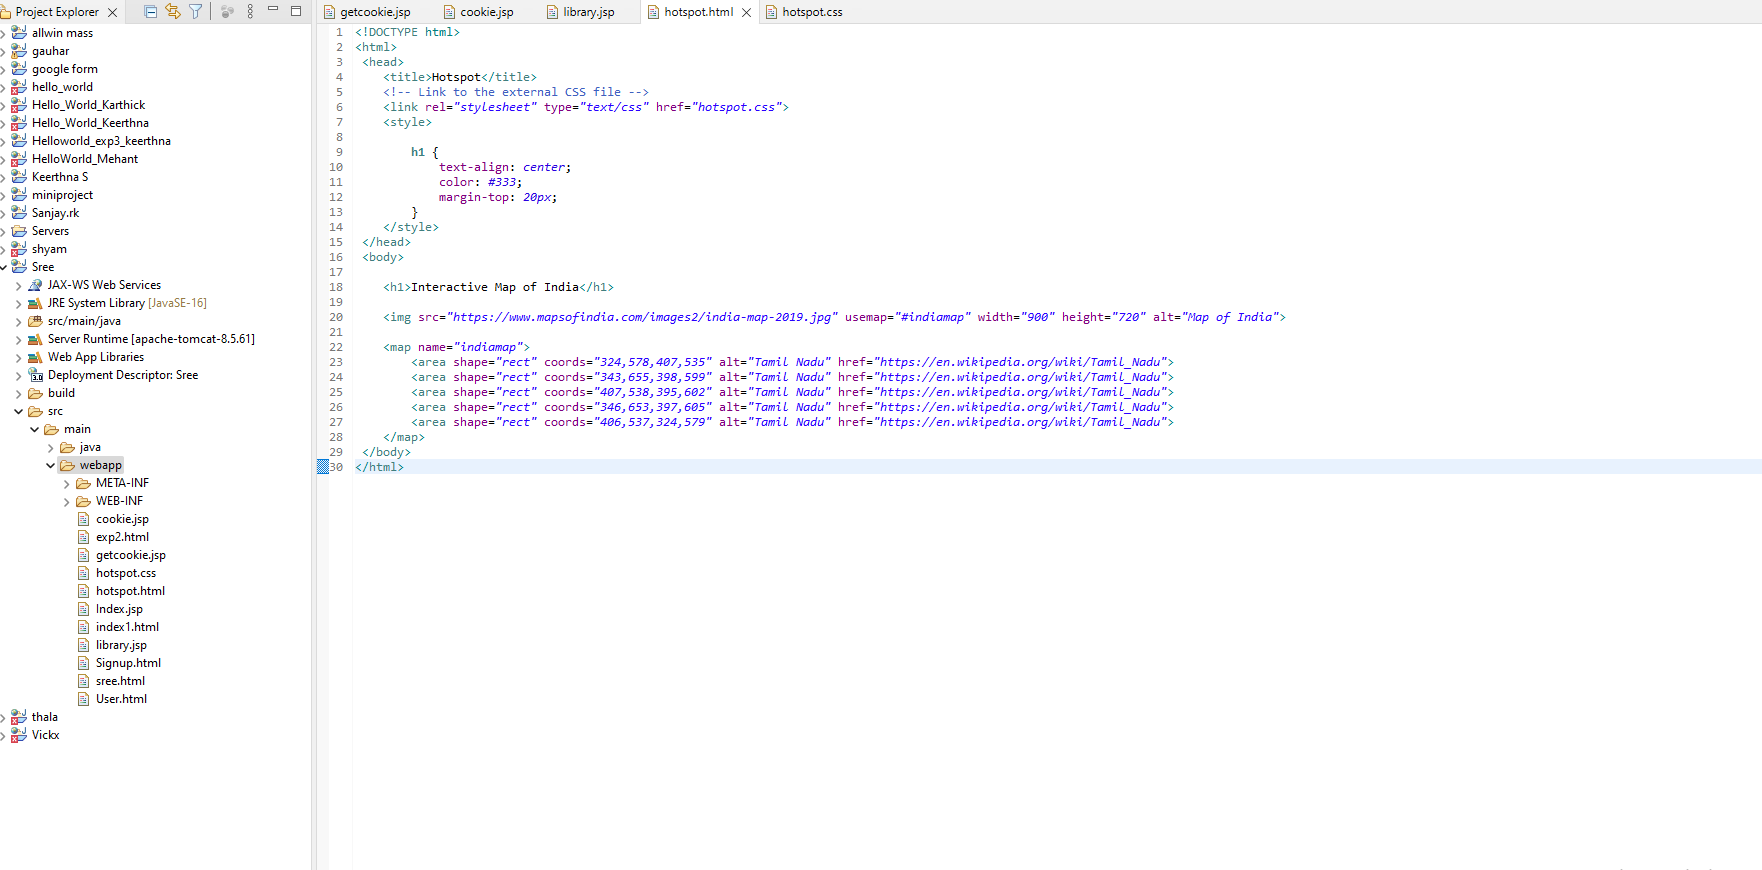 Project Explorer
allwin mass
gauhar
google form
hello_world
Hello_World_Karthick
Hello_World_Keerthna
Helloworld_exp3_keerthna
HelloWorld_Mehant
Keerthna S
miniproject
Sanjay.rk
Servers
shyam
Sree
JAX-WS Web Services
JRE System Library [JavaSE-16]
src/main/java
Server Runtime [apache-tomcat-8.5.61]
Web App Libraries
Deployment Descriptor: Sree
build
src
main
java
webapp
META-INF
WEB-INF
cookie.jsp
exp2.html
getcookie.jsp
hotspot.css
hotspot.html
Index.jsp
index1.html
library.jsp
Signup.html
sree.html
User.html
thala
Vickx
getcookie.jsp cookie.jsp library.jsp hotspot.html hotspot.css
1 <!DOCTYPE html>
2 <html>
3 <head>
4 <title>Hotspot</title>
5 <!-- Link to the external CSS file -->
6 <link rel="stylesheet" type="text/css" href="hotspot.css">
7 <style>
8
9 h1 {
10 text-align: center;
11 color: #333;
12 margin-top: 20px;
13 }
14 </style>
15 </head>
16 <body>
17
18 <h1>Interactive Map of India</h1>
19
20 <img src="https://www.mapsofindia.com/images2/india-map-2019.jpg" usemap="#indiamap" width="900" height="720" alt="Map of India">
21
22 <map name="indiamap">
23 <area shape="rect" coords="324,578,407,535" alt="Tamil Nadu" href="https://en.wikipedia.org/wiki/Tamil_Nadu">
24 <area shape="rect" coords="343,655,398,599" alt="Tamil Nadu" href="https://en.wikipedia.org/wiki/Tamil_Nadu">
25 <area shape="rect" coords="407,538,395,602" alt="Tamil Nadu" href="https://en.wikipedia.org/wiki/Tamil_Nadu">
26 <area shape="rect" coords="346,653,397,605" alt="Tamil Nadu" href="https://en.wikipedia.org/wiki/Tamil_Nadu">
27 <area shape="rect" coords="406,537,324,579" alt="Tamil Nadu" href="https://en.wikipedia.org/wiki/Tamil_Nadu">
28 </map>
29 </body>
30 </html>